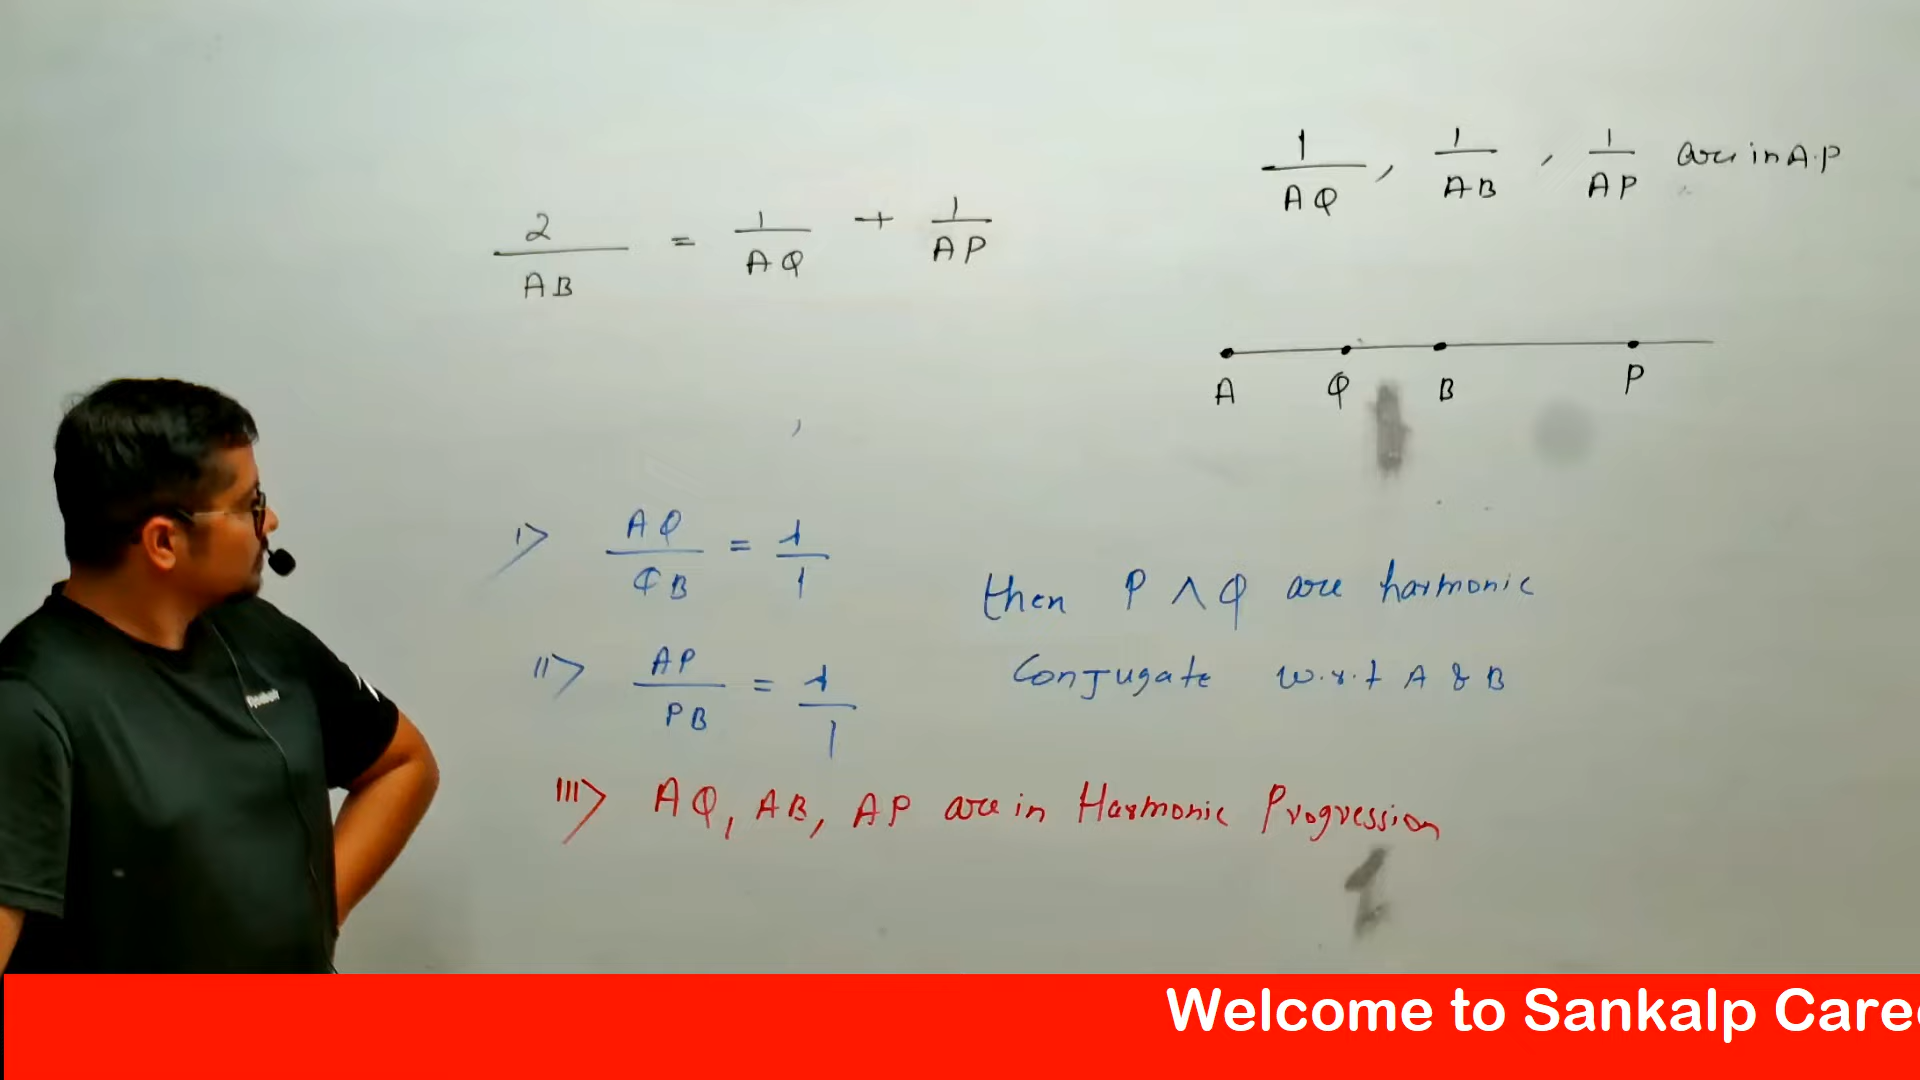 2/AB = 1/AQ + 1/AP
1/AQ, 1/AB, 1/AP are in A.P
A Q B P
I> AQ/QB = λ/1
II> AP/PB = λ/1
then P ∧ Q are harmonic
Conjugate w.r.t A & B
III> AQ, AB, AP are in Harmonic Progression
Welcome to Sankalp Care